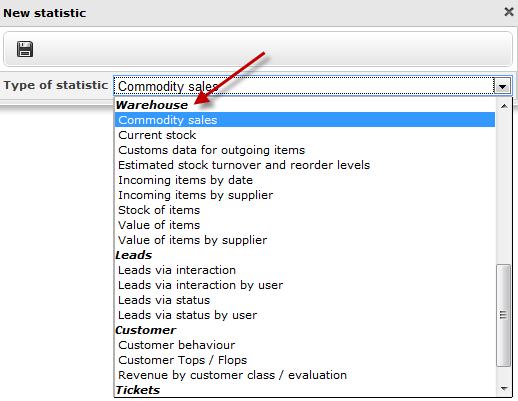 New statistic
Type of statistic Commodity sales
Warehouse
Commodity sales
Current stock
Customs data for outgoing items
Estimated stock turnover and reorder levels
Incoming items by date
Incoming items by supplier
Stock of items
Value of items
Value of items by supplier
Leads
Leads via interaction
Leads via interaction by user
Leads via status
Leads via status by user
Customer
Customer behaviour
Customer Tops / Flops
Revenue by customer class / evaluation
Tickets